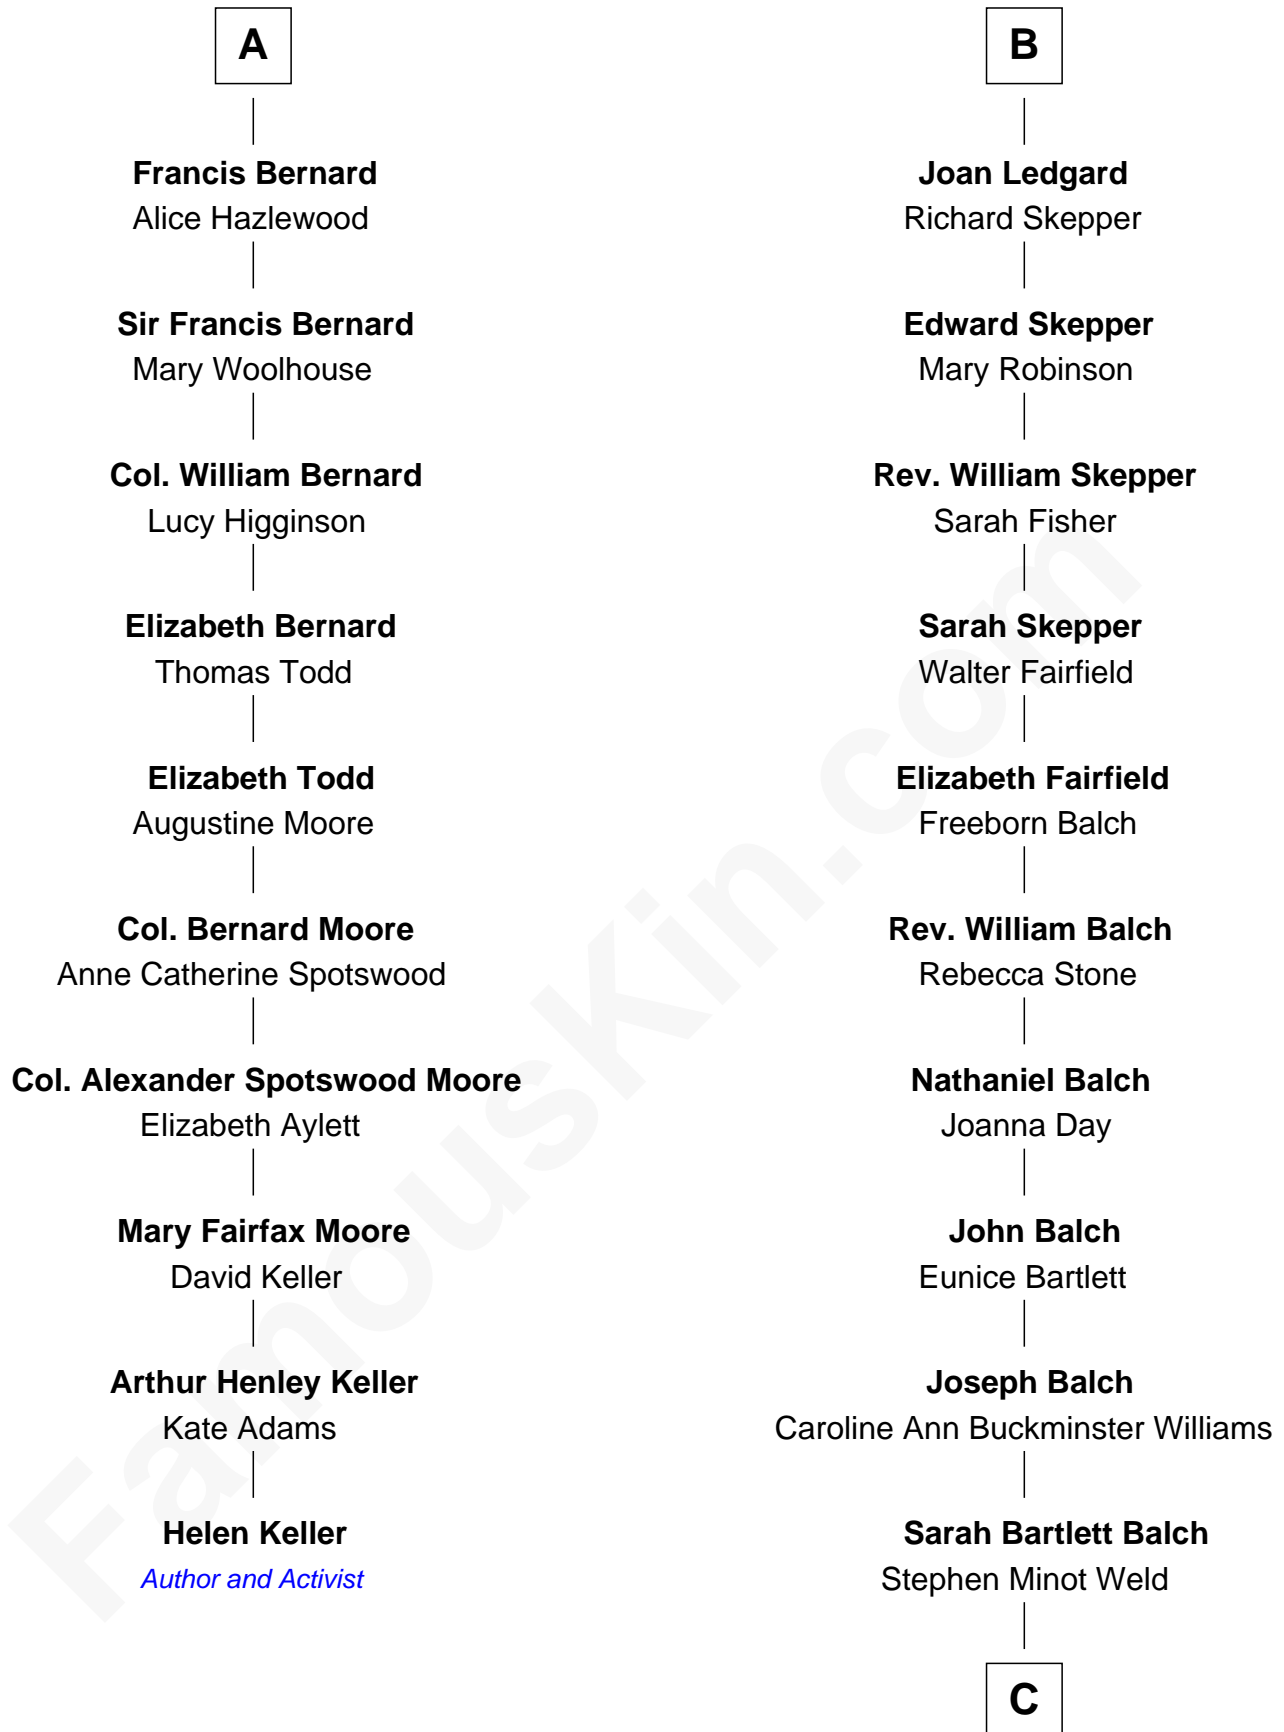 A
Francis Bernard
Alice Hazlewood
Sir Francis Bernard
Mary Woolhouse
Col. William Bernard
Lucy Higginson
Elizabeth Bernard
Thomas Todd
Elizabeth Todd
Augustine Moore
Col. Bernard Moore
Anne Catherine Spotswood
Col. Alexander Spotswood Moore
Elizabeth Aylett
Mary Fairfax Moore
David Keller
Arthur Henley Keller
Kate Adams
Helen Keller
Author and Activist
B
Joan Ledgard
Richard Skepper
Edward Skepper
Mary Robinson
Rev. William Skepper
Sarah Fisher
Sarah Skepper
Walter Fairfield
Elizabeth Fairfield
Freeborn Balch
Rev. William Balch
Rebecca Stone
Nathaniel Balch
Joanna Day
John Balch
Eunice Bartlett
Joseph Balch
Caroline Ann Buckminster Williams
Sarah Bartlett Balch
Stephen Minot Weld
C
FamousKin.com